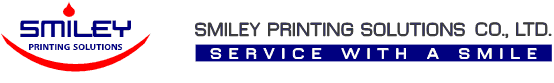 SMILEY
PRINTING SOLUTIONS
SMILEY PRINTING SOLUTIONS CO., LTD.
SERVICE WITH A SMILE